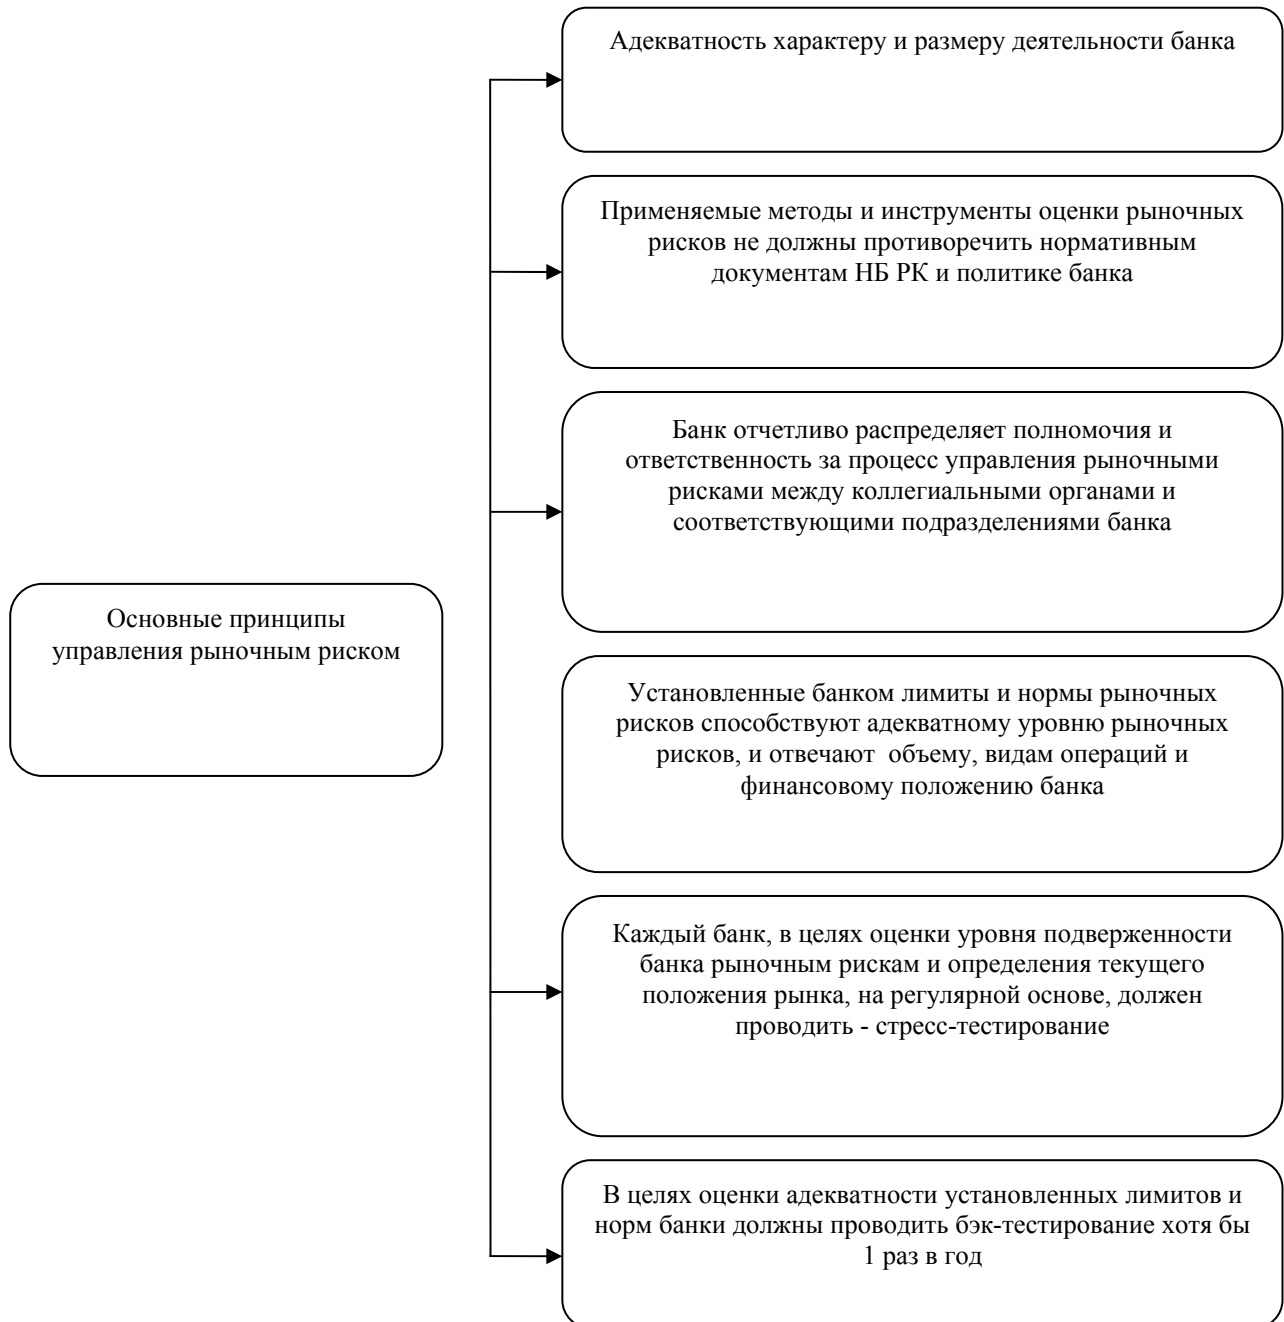 Адекватность характеру и размеру деятельности банка
Применяемые методы и инструменты оценки рыночных
рисков не должны противоречить нормативным
документам НБ РК и политике банка
Банк отчетливо распределяет полномочия и
ответственность за процесс управления рыночными
рисками между коллегиальными органами и
соответствующими подразделениями банка
Основные принципы
управления рыночным риском
Установленные банком лимиты и нормы рыночных
рисков способствуют адекватному уровню рыночных
рисков, и отвечают  объему, видам операций и
финансовому положению банка
Каждый банк, в целях оценки уровня подверженности
банка рыночным рискам и определения текущего
положения рынка, на регулярной основе, должен
проводить - стресс-тестирование
В целях оценки адекватности установленных лимитов и
норм банки должны проводить бэк-тестирование хотя бы
1 раз в год